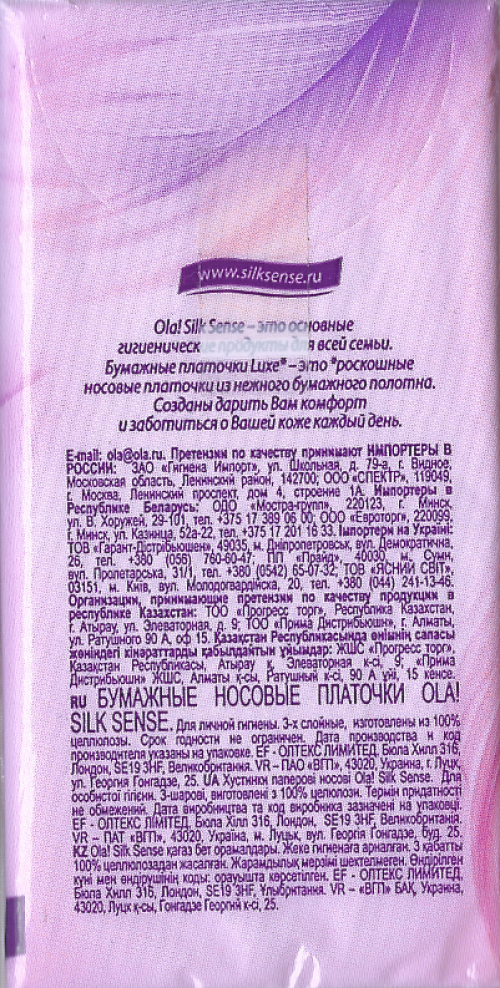 www.silksense.ru
Ola! Silk Sense – это основные
гигиенические продукты для всей семьи.
Бумажные платочки Luxe* – это *роскошные
носовые платочки из нежного бумажного полотна.
Созданы дарить Вам комфорт
и заботиться о Вашей коже каждый день.
E-mail: ola@ola.ru. Претензии по качеству принимают ИМПОРТЕРЫ В
РОССИИ: ЗАО «Гигиена Импорт», ул. Школьная, д. 79-а, г. Видное,
Московская область, Ленинский район, 142700; ООО «СПЕКТР», 119049,
г. Москва, Ленинский проспект, дом 4, строение 1А. Импортеры в
Республике Беларусь: ОДО «Мостра-групп», 220123, г. Минск,
ул. В. Хоружей, 29-101, тел. +375 17 389 06 00; ООО «Евроторг», 220099,
г. Минск, ул. Казинца, 52а-22, тел. +375 17 201 16 33. Імпортери на Україні:
ТОВ «Гарант-Дістрібьюшен», 49035, м. Дніпропетровськ, вул. Демократична,
26, тел. +380 (056) 760-60-47; ПП «Прайд», 40030, м. Суми,
вул. Пролетарська, 31/1, тел. +380 (0542) 65-07-32; ТОВ «ЯСНИЙ СВІТ»,
03151, м. Київ, вул. Молодогвардійська, 20, тел. +380 (044) 241-13-46.
Организации, принимающие претензии по качеству продукции в
республике Казахстан: ТОО «Прогресс торг», Республика Казахстан,
г. Атырау, ул. Элеваторная, д. 9; ТОО «Прима Дистрибьюшн», г. Алматы,
ул. Ратушного 90 А, оф 15. Қазақстан Республикасында өнінің сапасы
жөніндегі кінәраттарды қабылдайтын ұйымдар: ЖШС «Прогресс торг»,
Қазақстан Республикасы, Атырау қ, Элеваторная к-сі, 9; «Прима
Дистрибьюшн» ЖШС, Алматы қ-сы, Ратушный к-сі, 90 А үйі, 15 кеңсе.
RU БУМАЖНЫЕ НОСОВЫЕ ПЛАТОЧКИ OLA!
SILK SENSE. Для личной гигиены. 3-х слойные, изготовлены из 100%
целлюлозы. Срок годности не ограничен. Дата производства и код
производителя указаны на упаковке. EF - ОЛТЕКС ЛИМИТЕД, Бюла Хилл 316,
Лондон, SE19 3HF, Великобритания. VR – ПАО «ВГП», 43020, Украина, г. Луцк,
ул. Георгия Гонгадзе, 25. UA Хустинки паперові носові Ola! Silk Sense. Для
особистої гігієни. 3-шарові, виготовлені з 100% целюлози. Термін придатності
не обмежений. Дата виробництва та код виробника зазначені на упаковці.
EF - ОЛТЕКС ЛІМІТЕД, Бюла Хілл 316, Лондон, SE19 3HF, Великобританія.
VR – ПАТ «ВГП», 43020, Україна, м. Луцьк, вул. Георгія Гонгадзе, буд. 25.
KZ Ola! Silk Sense қағаз бет орамалдары. Жеке гигиенаға арналған. 3 қабатты
100% целлюлозадан жасалған. Жарамдылық мерзімі шектелмеген. Өндірілген
күні мен өндірушінің коды: орауышта көрсетілген. EF - ОЛТЕКС ЛИМИТЕД,
Бюла Хилл 316, Лондон, SE19 3HF, Ұлыбритания. VR – «ВГП» БАҚ, Украина,
43020, Луцк қ-сы, Гонгадзе Георгий к-сі, 25.